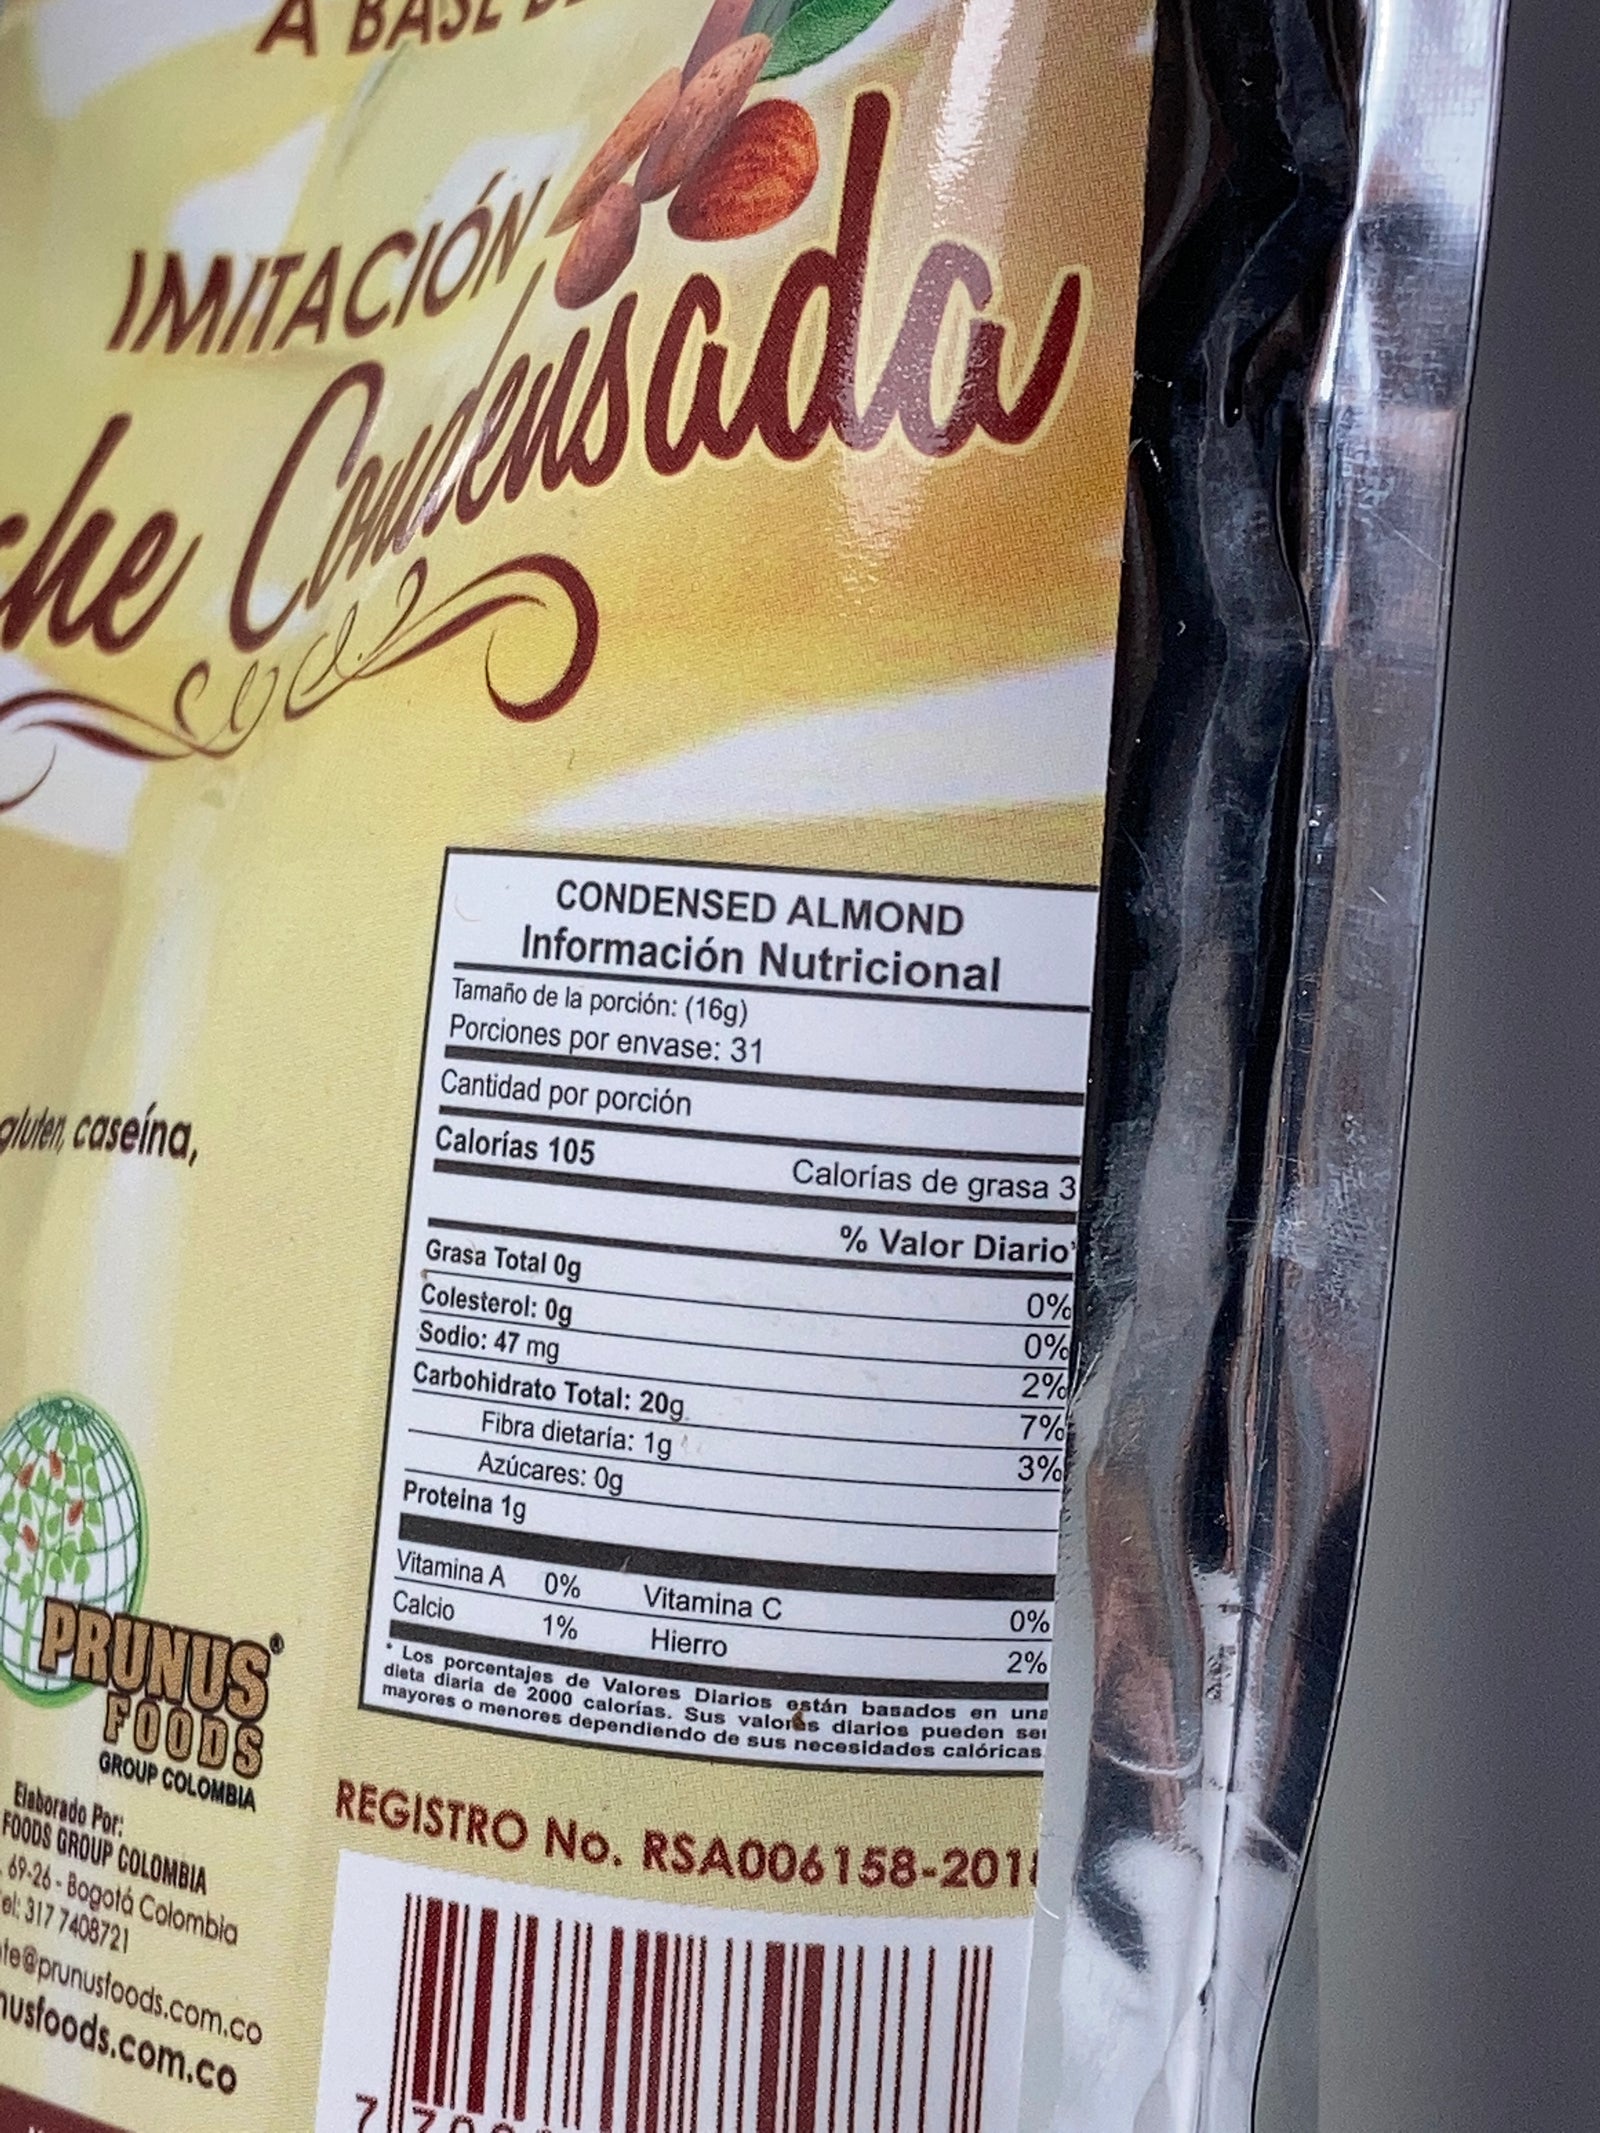 A BASE
IMITACIÓN
Condensada
CONDENSED ALMOND
Información Nutricional
Tamaño de la porción: (16g)
Porciones por envase: 31
Cantidad por porción
Calorías 105 Calorías de grasa 3
% Valor Diario*
Grasa Total 0g 0%
Colesterol: 0g 0%
Sodio: 47 mg 2%
Carbohidrato Total: 20g 7%
Fibra dietaría: 1g 3%
Azúcares: 0g
Proteina 1g
Vitamina A 0% Vitamina C 0%
Calcio 1% Hierro 2%
* Los porcentajes de Valores Diarios están basados en una
dieta diaria de 2000 calorías. Sus valores diarios pueden ser
mayores o menores dependiendo de sus necesidades calóricas.
gluten, caseína,
PRUNUS®
FOODS
GROUP COLOMBIA
Elaborado Por:
FOODS GROUP COLOMBIA
69-26 - Bogotá Colombia
el: 317 7408721
te@prunusfoods.com.co
nusfoods.com.co
REGISTRO No. RSA006158-201